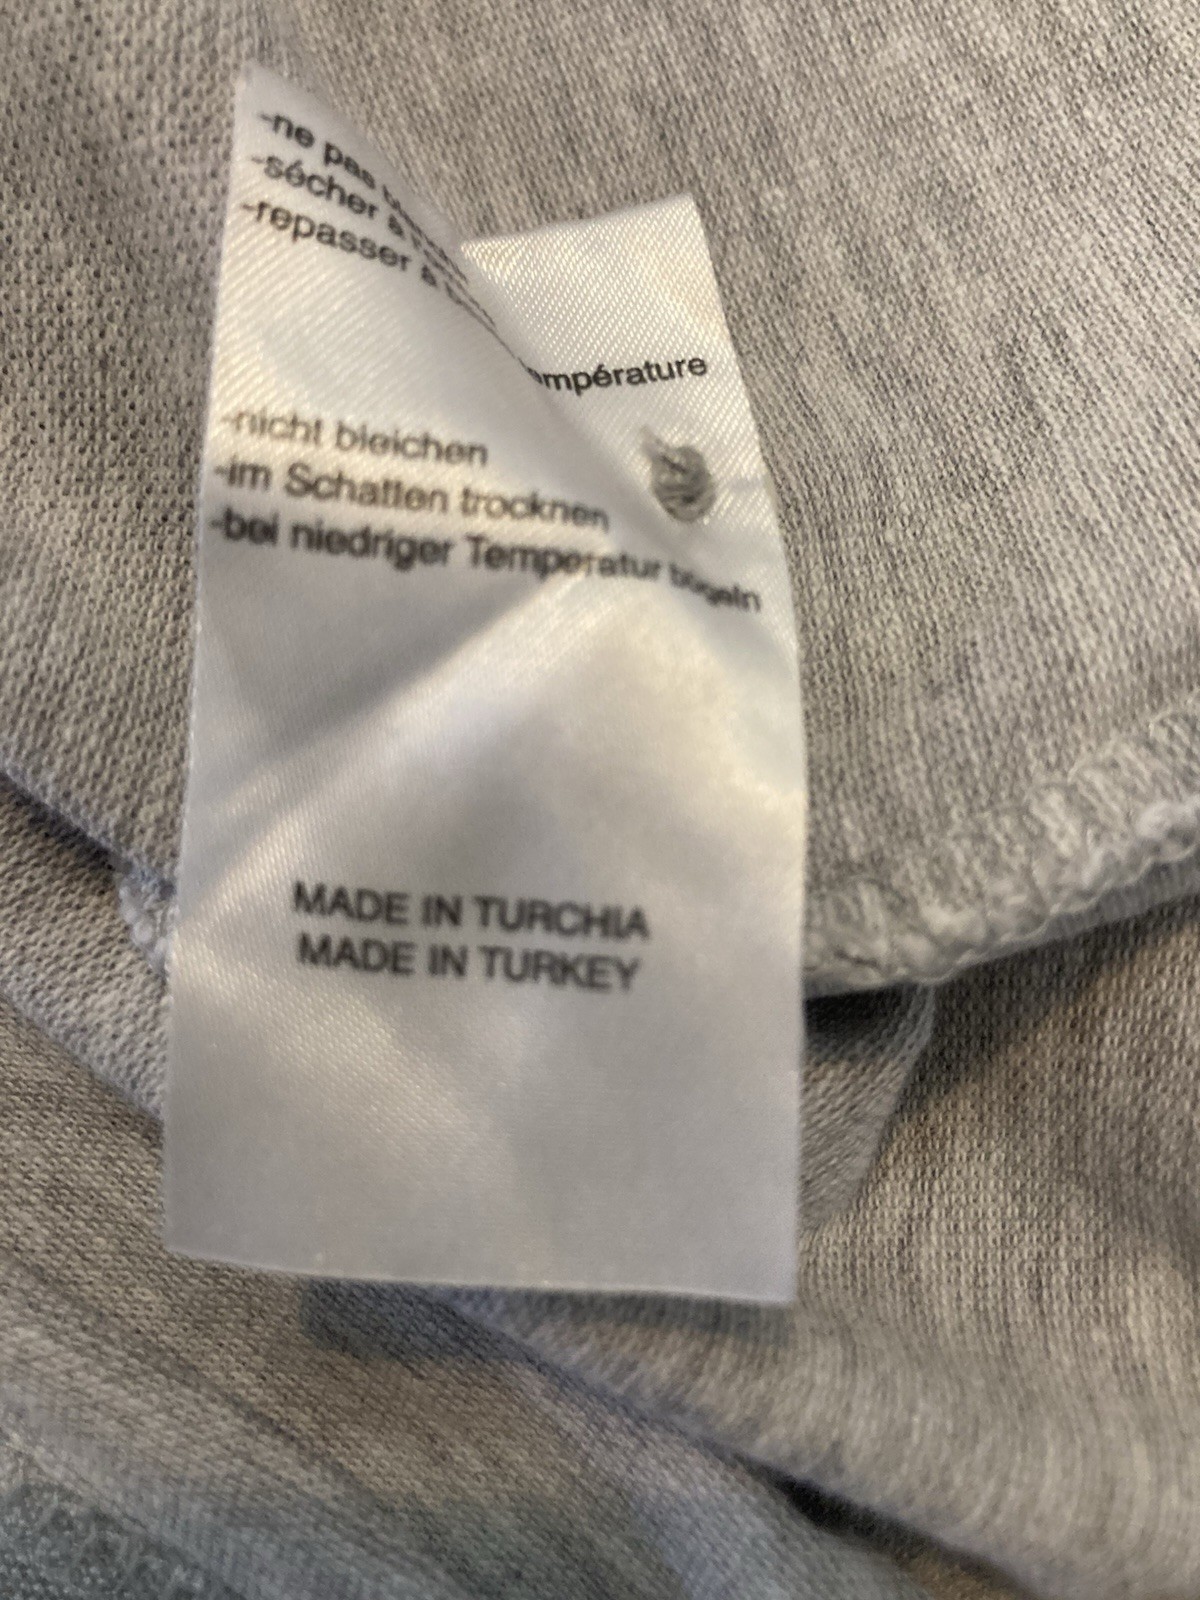 -ne pas
-sécher à
-repasser à
température
-nicht bleichen
-im Schatten trocknen
-bei niedriger Temperatur bügeln
MADE IN TURCHIA
MADE IN TURKEY